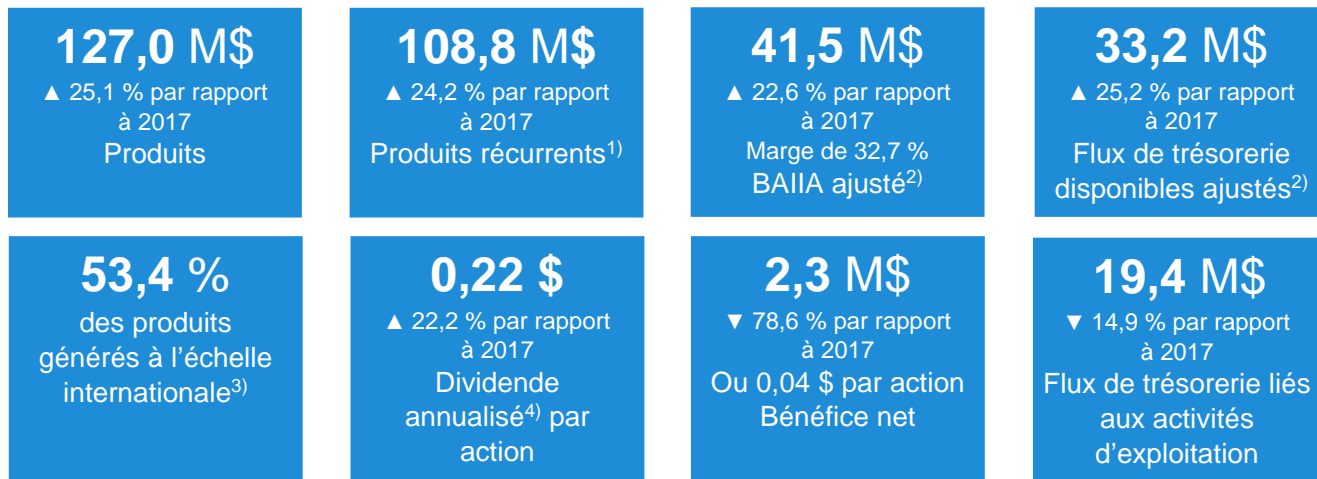 127,0 M$
▲ 25,1 % par rapport
à 2017
Produits
108,8 M$
▲ 24,2 % par rapport
à 2017
Produits récurrents1)
41,5 M$
▲ 22,6 % par rapport
à 2017
Marge de 32,7 %
BAIIA ajusté2)
33,2 M$
▲ 25,2 % par rapport
à 2017
Flux de trésorerie
disponibles ajustés2)
53,4 %
des produits
générés à l’échelle
internationale3)
0,22 $
▲ 22,2 % par rapport
à 2017
Dividende
annualisé4) par
action
2,3 M$
▼ 78,6 % par rapport
à 2017
Ou 0,04 $ par action
Bénéfice net
19,4 M$
▼ 14,9 % par rapport
à 2017
Flux de trésorerie liés
aux activités
d’exploitation